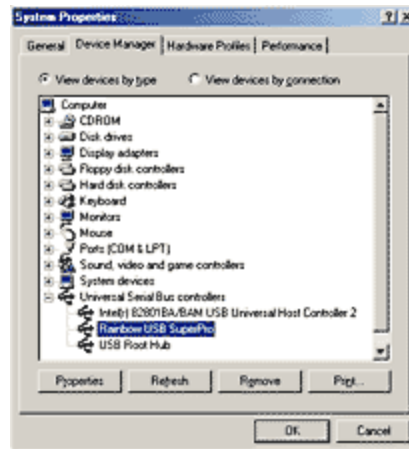 System Properties
General Device Manager Hardware Profiles Performance
View devices by type View devices by connection
Computer
CDROM
Disk drives
Display adapters
Floppy disk controllers
Hard disk controllers
Keyboard
Monitors
Mouse
Ports (COM & LPT)
Sound, video and game controllers
System devices
Universal Serial Bus controllers
Intel(r) 82801BA/BAM USB Universal Host Controller 2
Rainbow USB SuperPro
USB Root Hub
Properties Refresh Remove Print...
OK Cancel